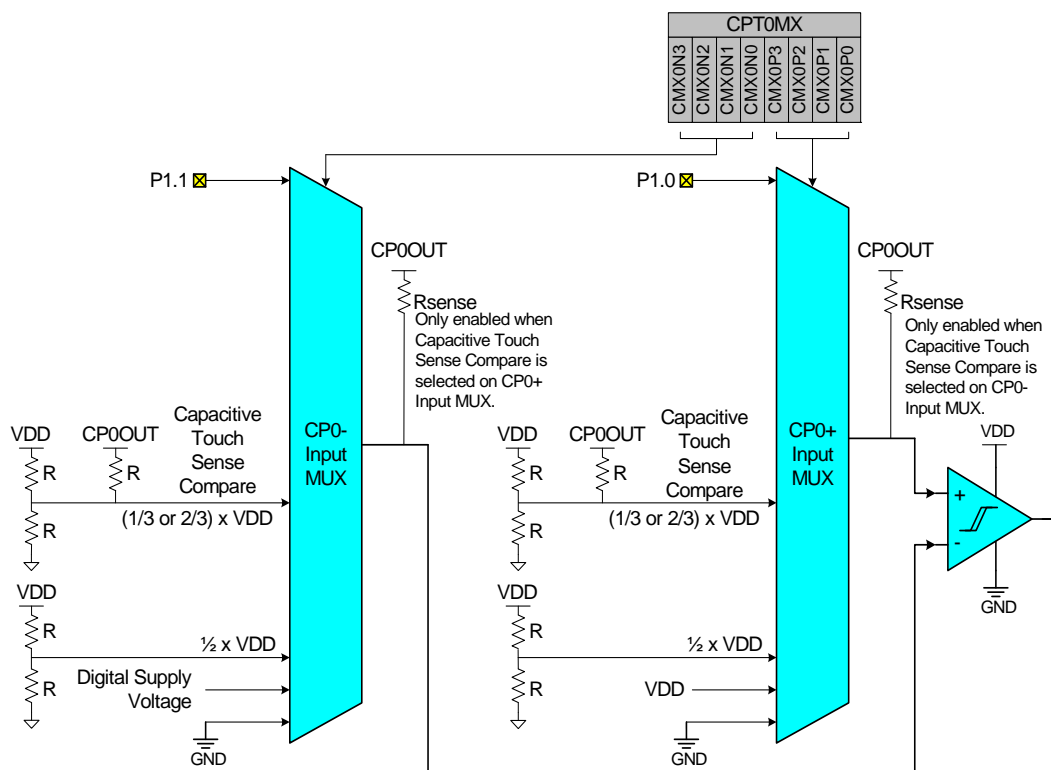 CPT0MX
CMX0N3
CMX0N2
CMX0N1
CMX0N0
CMX0P3
CMX0P2
CMX0P1
CMX0P0
P1.1
P1.0
CP0OUT
Rsense
Only enabled when
Capacitive Touch
Sense Compare is
selected on CP0+
Input MUX.
CP0OUT
Rsense
Only enabled when
Capacitive Touch
Sense Compare is
selected on CP0-
Input MUX.
VDD
R
R
CP0OUT
R
Capacitive
Touch
Sense
Compare
(1/3 or 2/3) x VDD
CP0-
Input
MUX
VDD
R
R
CP0OUT
R
Capacitive
Touch
Sense
Compare
(1/3 or 2/3) x VDD
CP0+
Input
MUX
VDD
+
-
GND
VDD
R
R
½ x VDD
Digital Supply
Voltage
GND
VDD
R
R
½ x VDD
VDD
GND